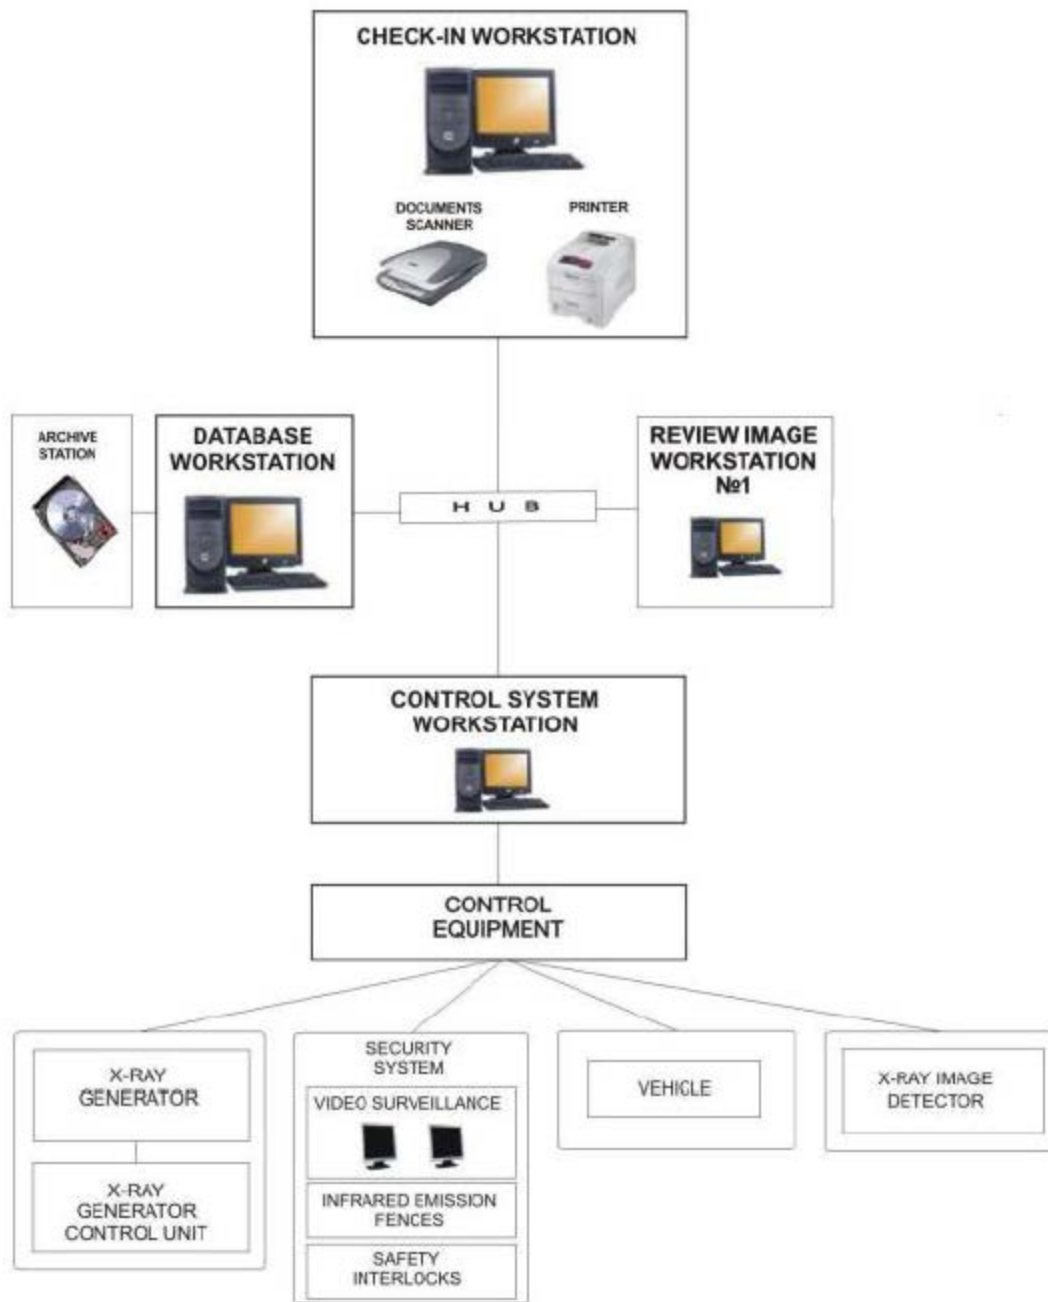 CHECK-IN WORKSTATION
DOCUMENTS
SCANNER
PRINTER
ARCHIVE
STATION
DATABASE
WORKSTATION
H U B
REVIEW IMAGE
WORKSTATION
№1
CONTROL SYSTEM
WORKSTATION
CONTROL
EQUIPMENT
X-RAY
GENERATOR
X-RAY
GENERATOR
CONTROL UNIT
SECURITY
SYSTEM
VIDEO SURVEILLANCE
INFRARED EMISSION
FENCES
SAFETY
INTERLOCKS
VEHICLE
X-RAY IMAGE
DETECTOR